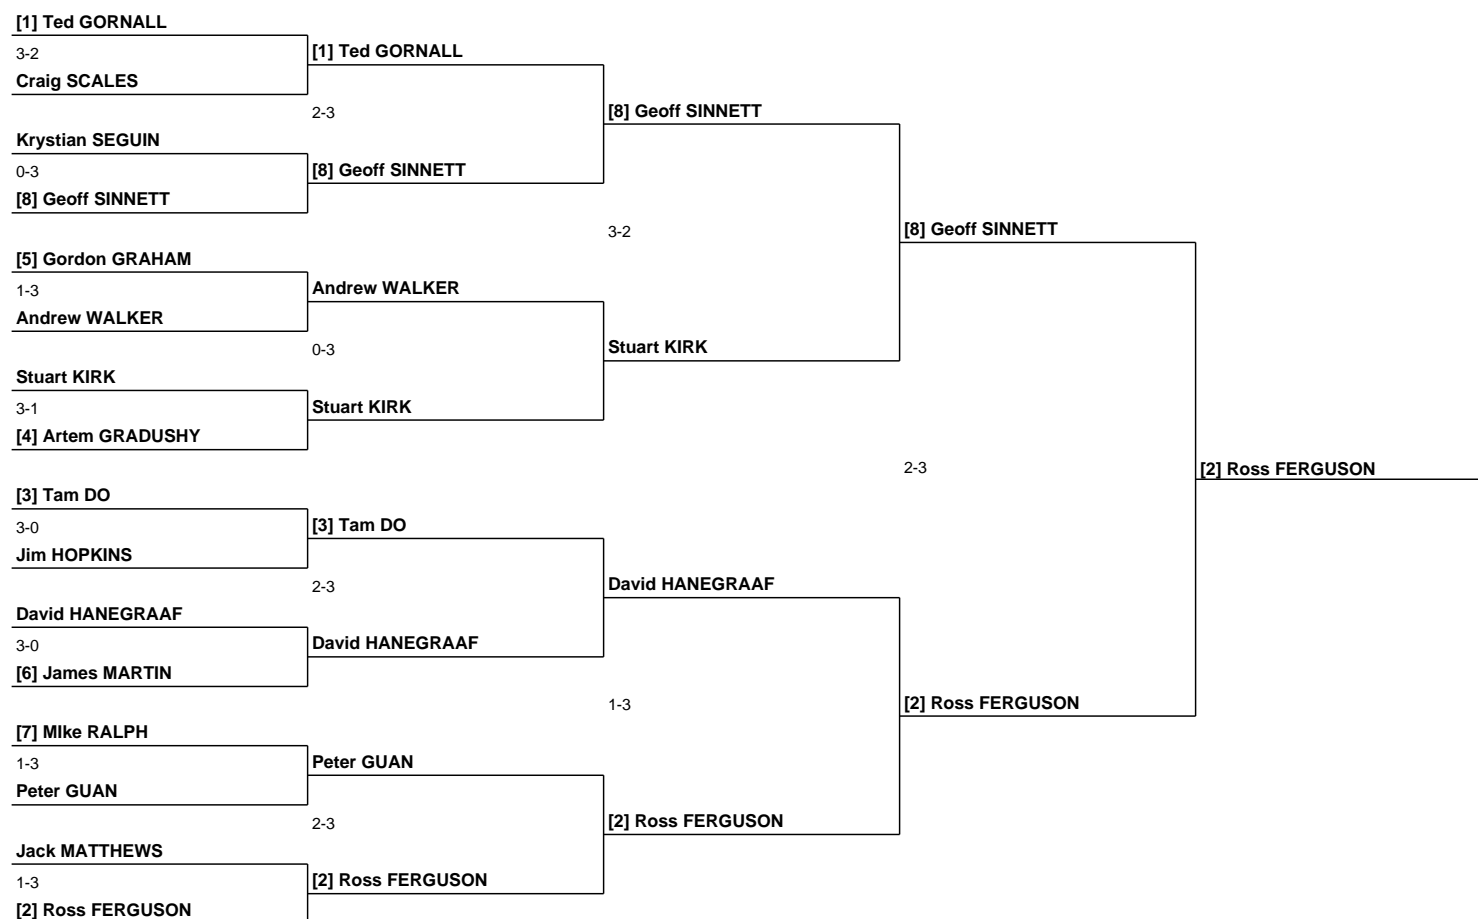 [1] Ted GORNALL
3-2
Craig SCALES
Krystian SEGUIN
0-3
[8] Geoff SINNETT
[5] Gordon GRAHAM
1-3
Andrew WALKER
Stuart KIRK
3-1
[4] Artem GRADUSHY
[3] Tam DO
3-0
Jim HOPKINS
David HANEGRAAF
3-0
[6] James MARTIN
[7] MIke RALPH
1-3
Peter GUAN
Jack MATTHEWS
1-3
[2] Ross FERGUSON
[1] Ted GORNALL
2-3
[8] Geoff SINNETT
Andrew WALKER
0-3
Stuart KIRK
[3] Tam DO
2-3
David HANEGRAAF
Peter GUAN
2-3
[2] Ross FERGUSON
[8] Geoff SINNETT
3-2
Stuart KIRK
David HANEGRAAF
1-3
[2] Ross FERGUSON
[8] Geoff SINNETT
2-3
[2] Ross FERGUSON
[2] Ross FERGUSON